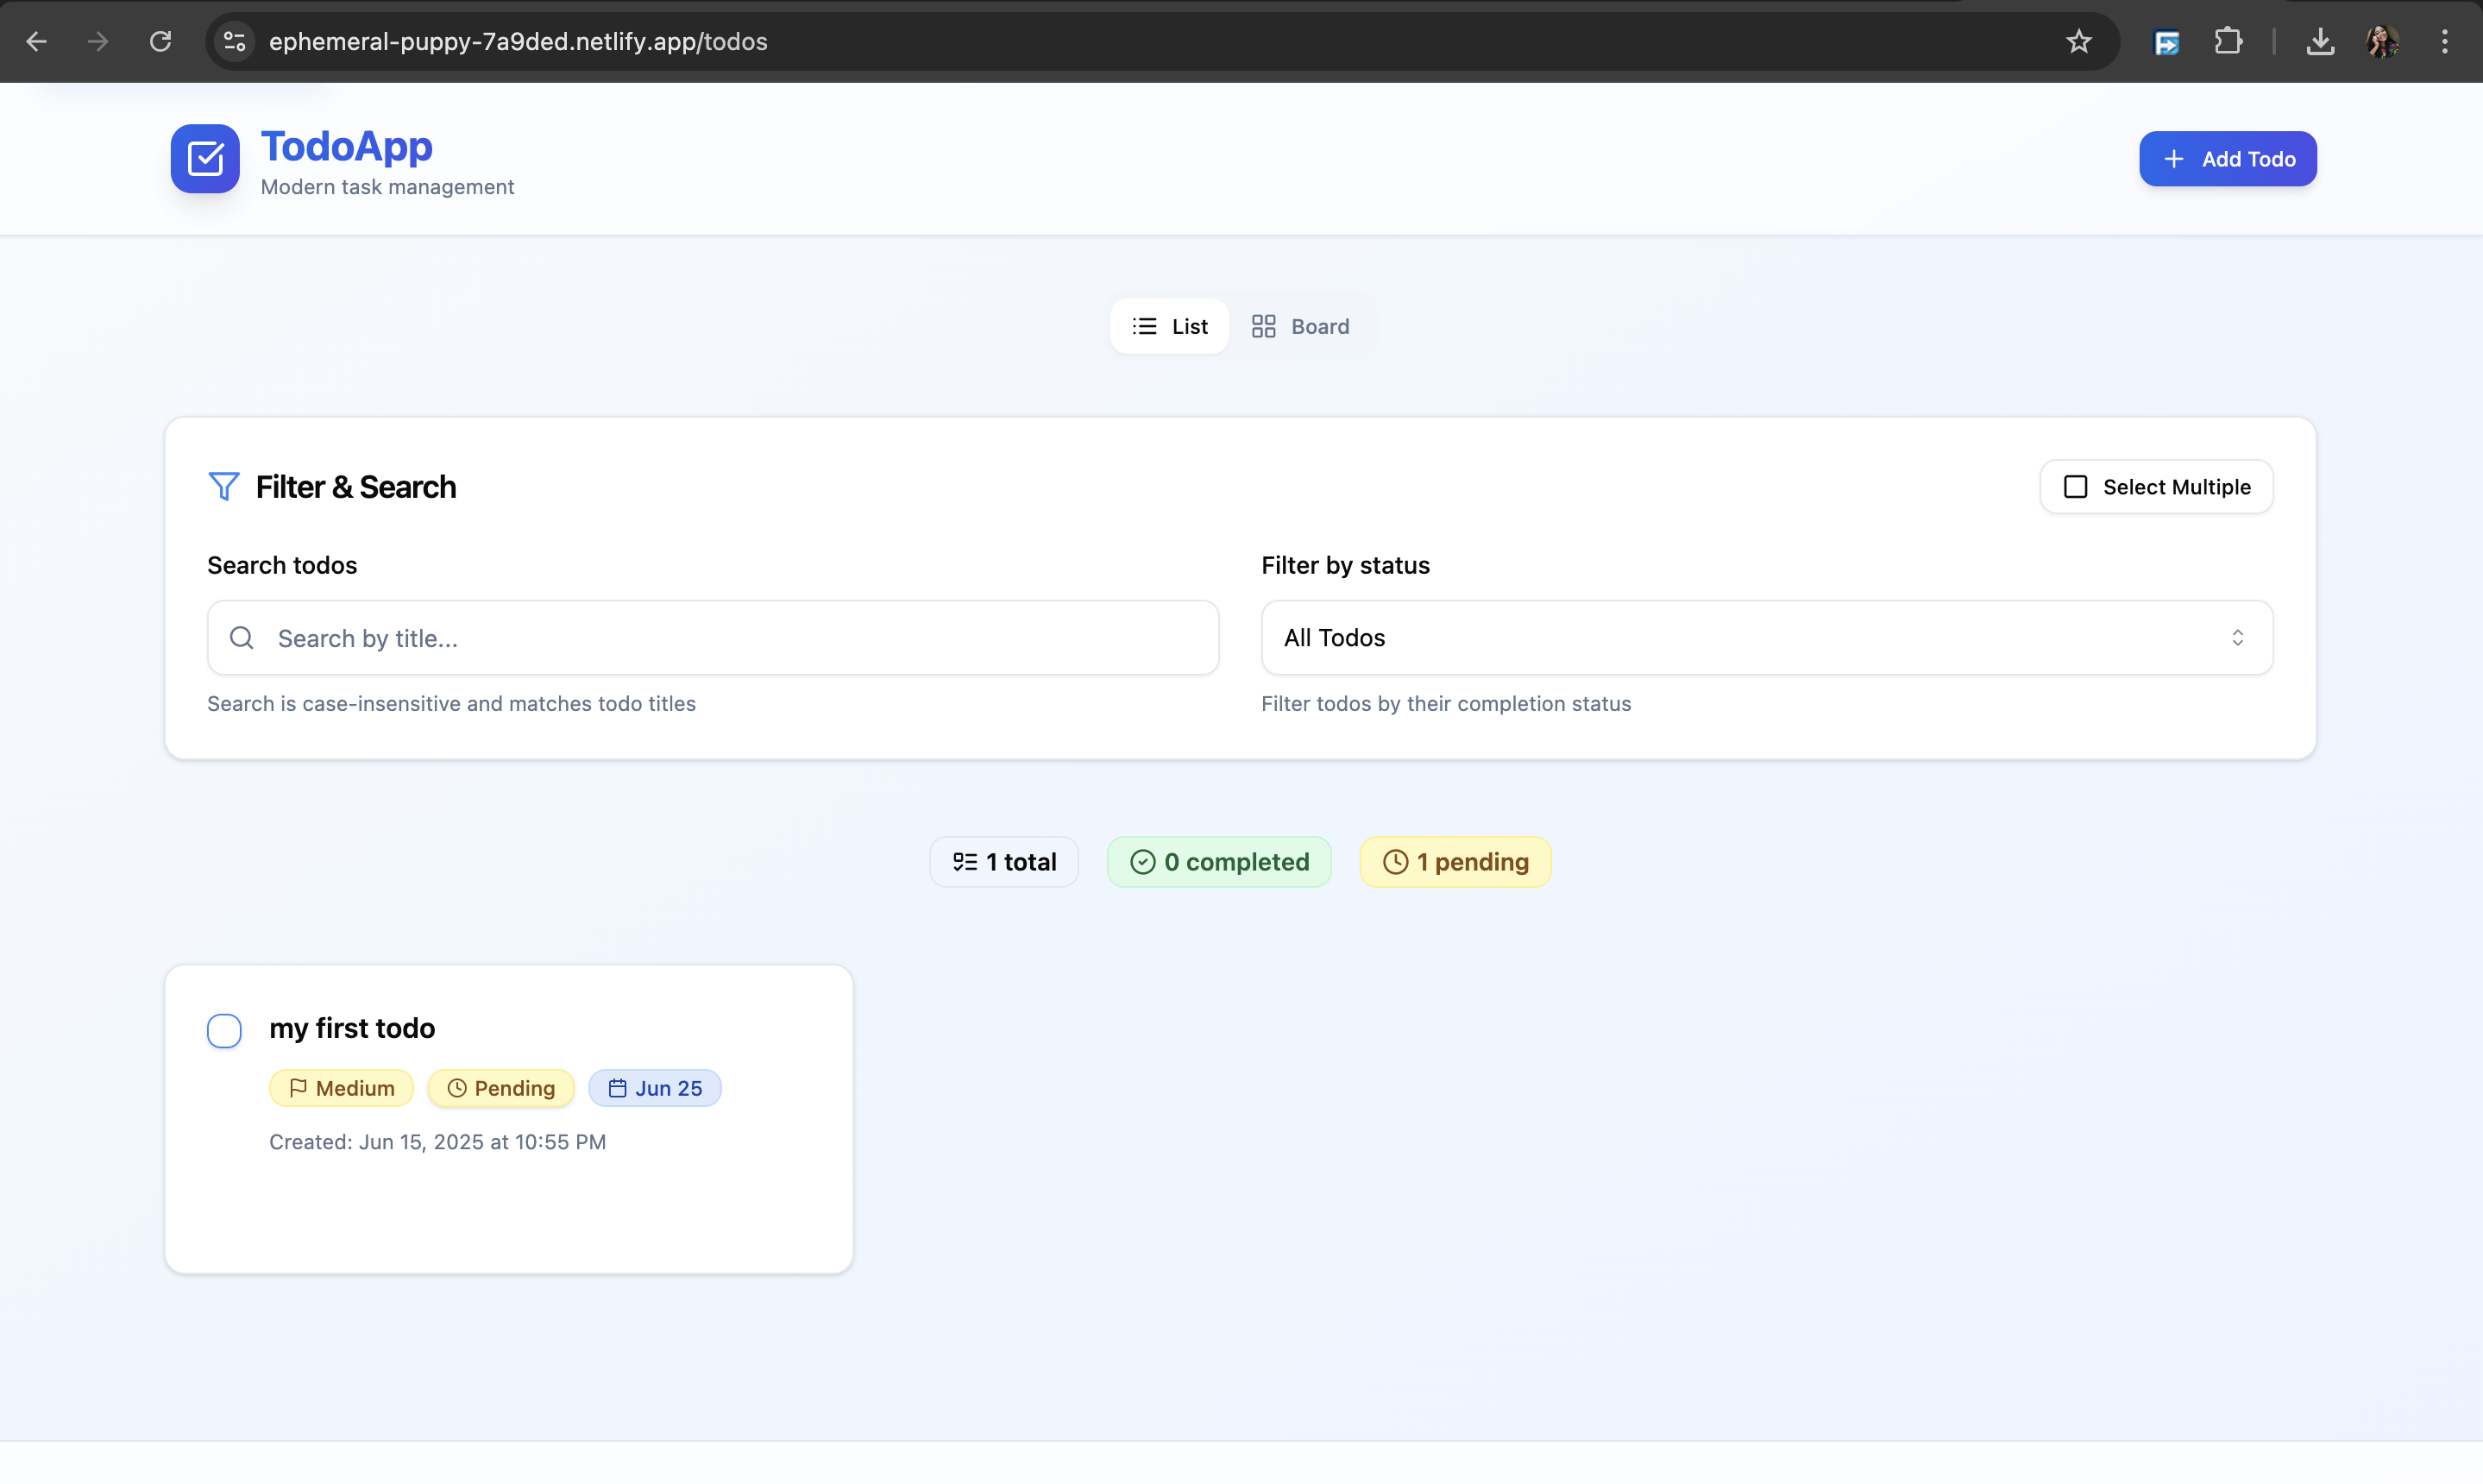 ephemeral-puppy-7a9ded.netlify.app/todos
TodoApp
Modern task management
Add Todo
List
Board
Filter & Search
Select Multiple
Search todos
Search by title...
Search is case-insensitive and matches todo titles
Filter by status
All Todos
Filter todos by their completion status
1 total
0 completed
1 pending
my first todo
Medium
Pending
Jun 25
Created: Jun 15, 2025 at 10:55 PM